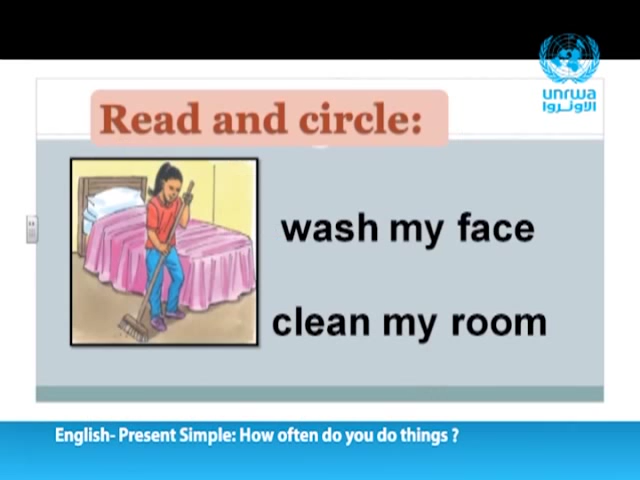 unrwa
الأونروا
Read and circle:
wash my face
clean my room
English- Present Simple: How often do you do things ?